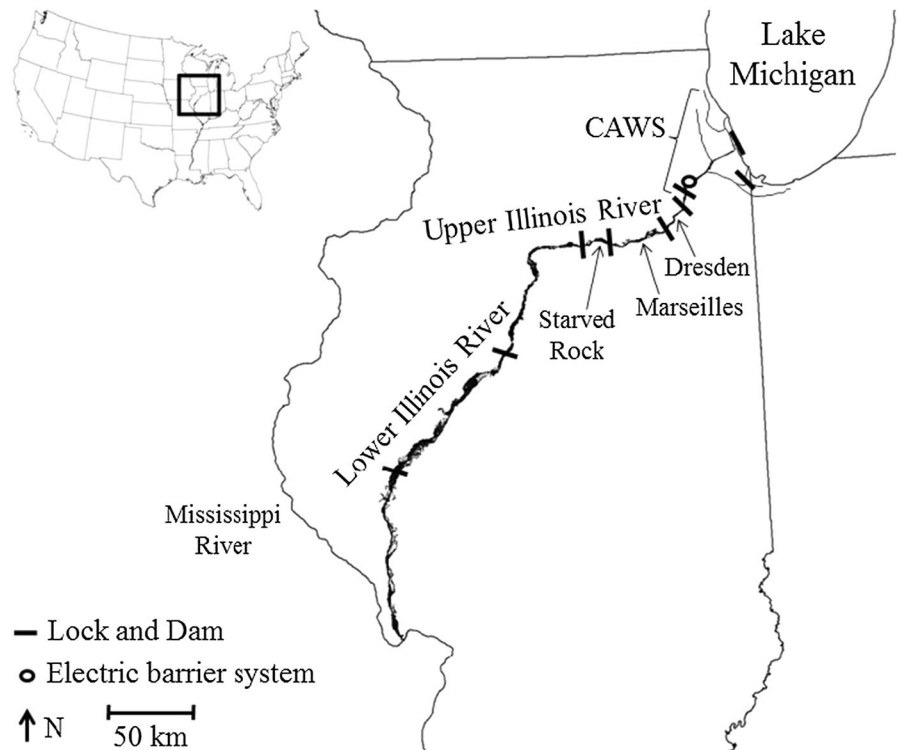 Lake
Michigan
CAWS
Upper Illinois River
Dresden
Marseilles
Starved
Rock
Lower Illinois River
Mississippi
River
Lock and Dam
Electric barrier system
N
50 km